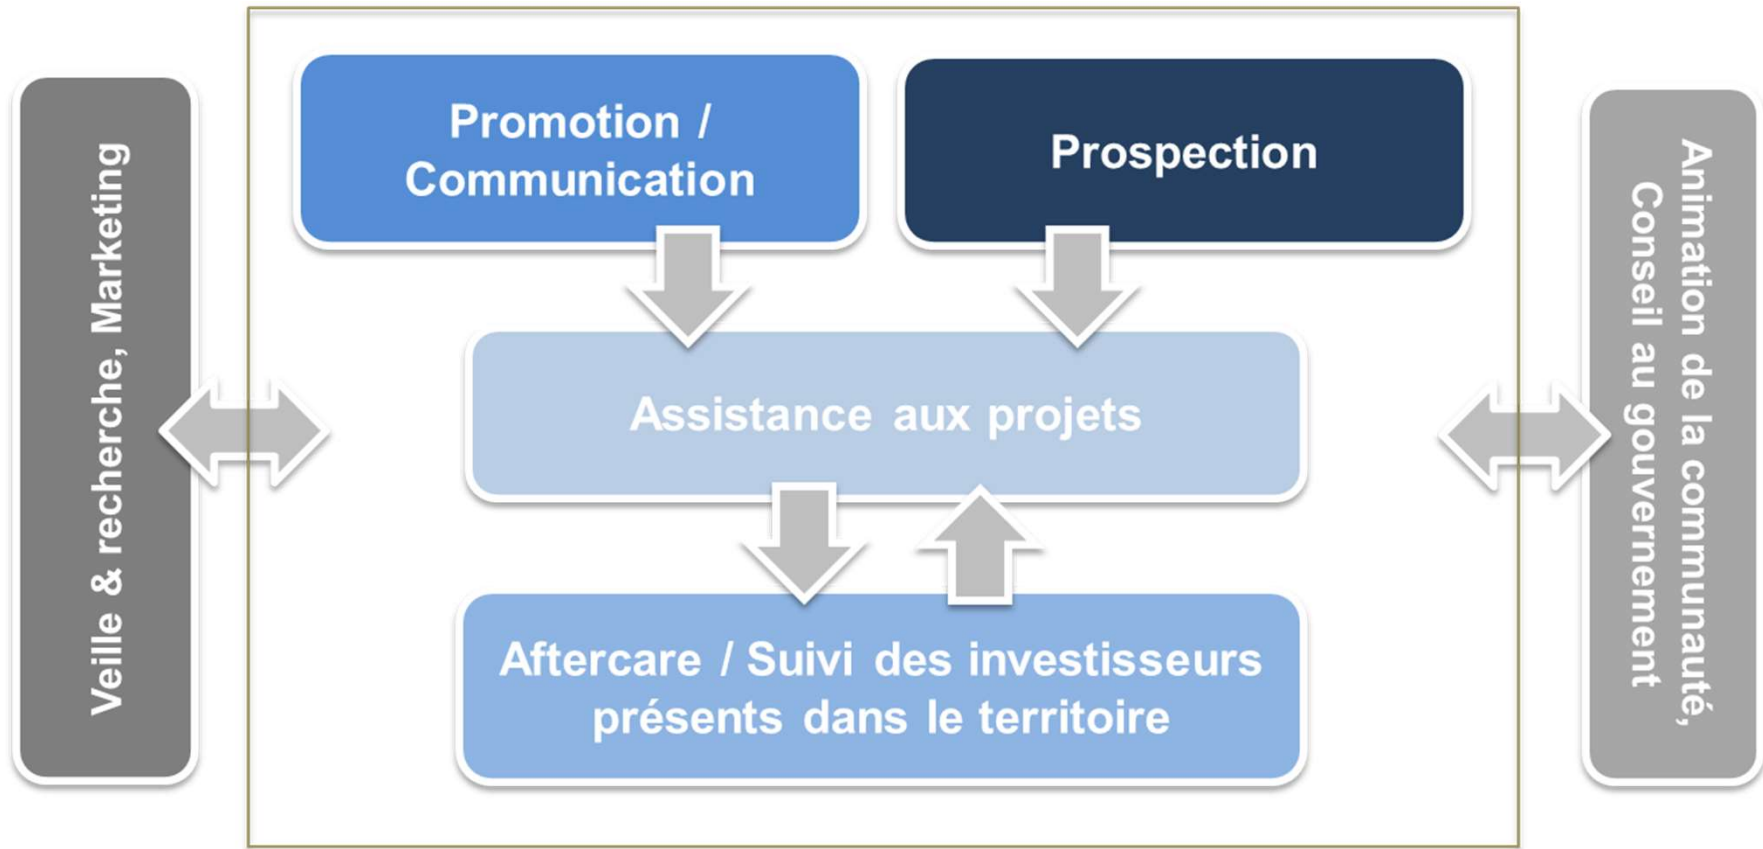 Veille & recherche, Marketing
Promotion /
Communication
Prospection
Assistance aux projets
Aftercare / Suivi des investisseurs
présents dans le territoire
Animation de la communauté,
Conseil au gouvernement